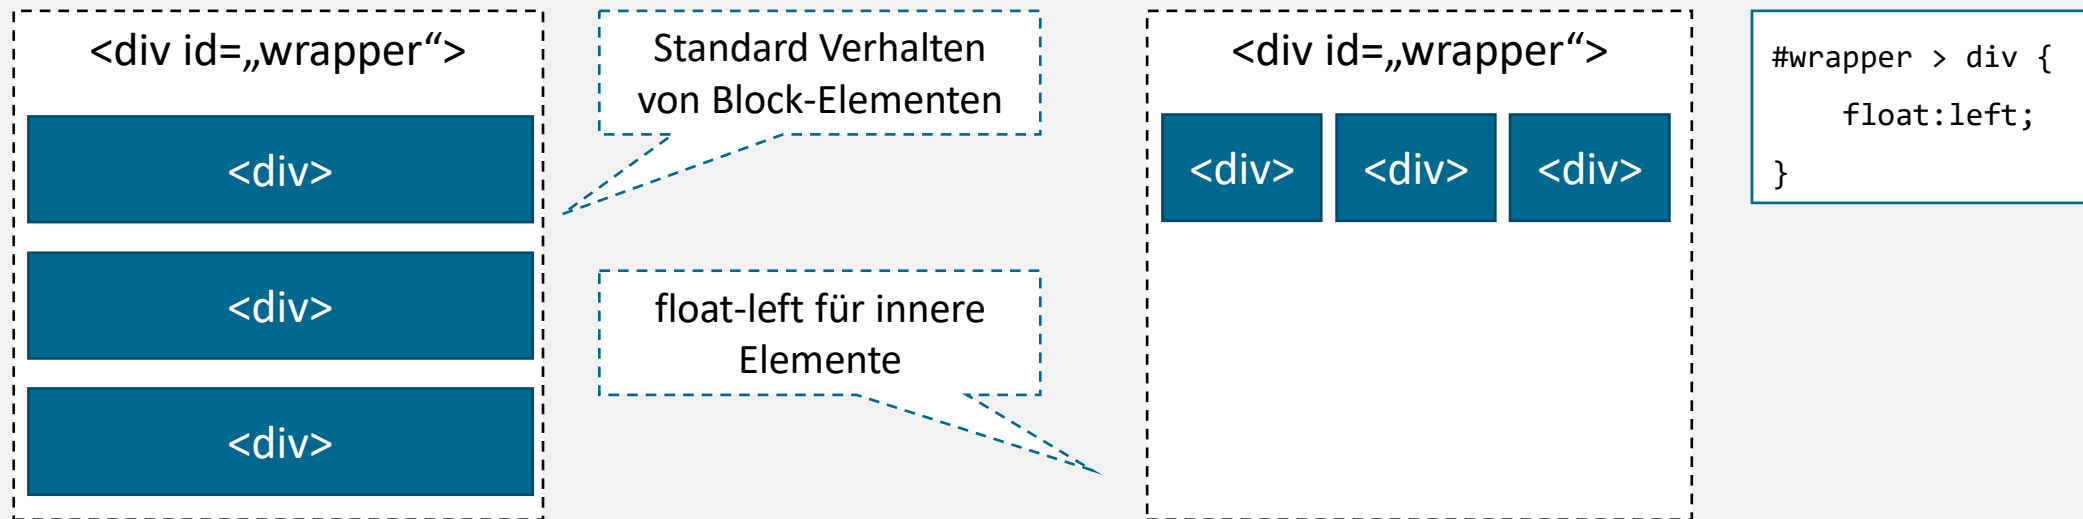 <div id=„wrapper“>
<div>
<div>
<div>
Standard Verhalten
von Block-Elementen
float-left für innere
Elemente
<div id=„wrapper“>
<div> <div> <div>
#wrapper > div {
float:left;
}